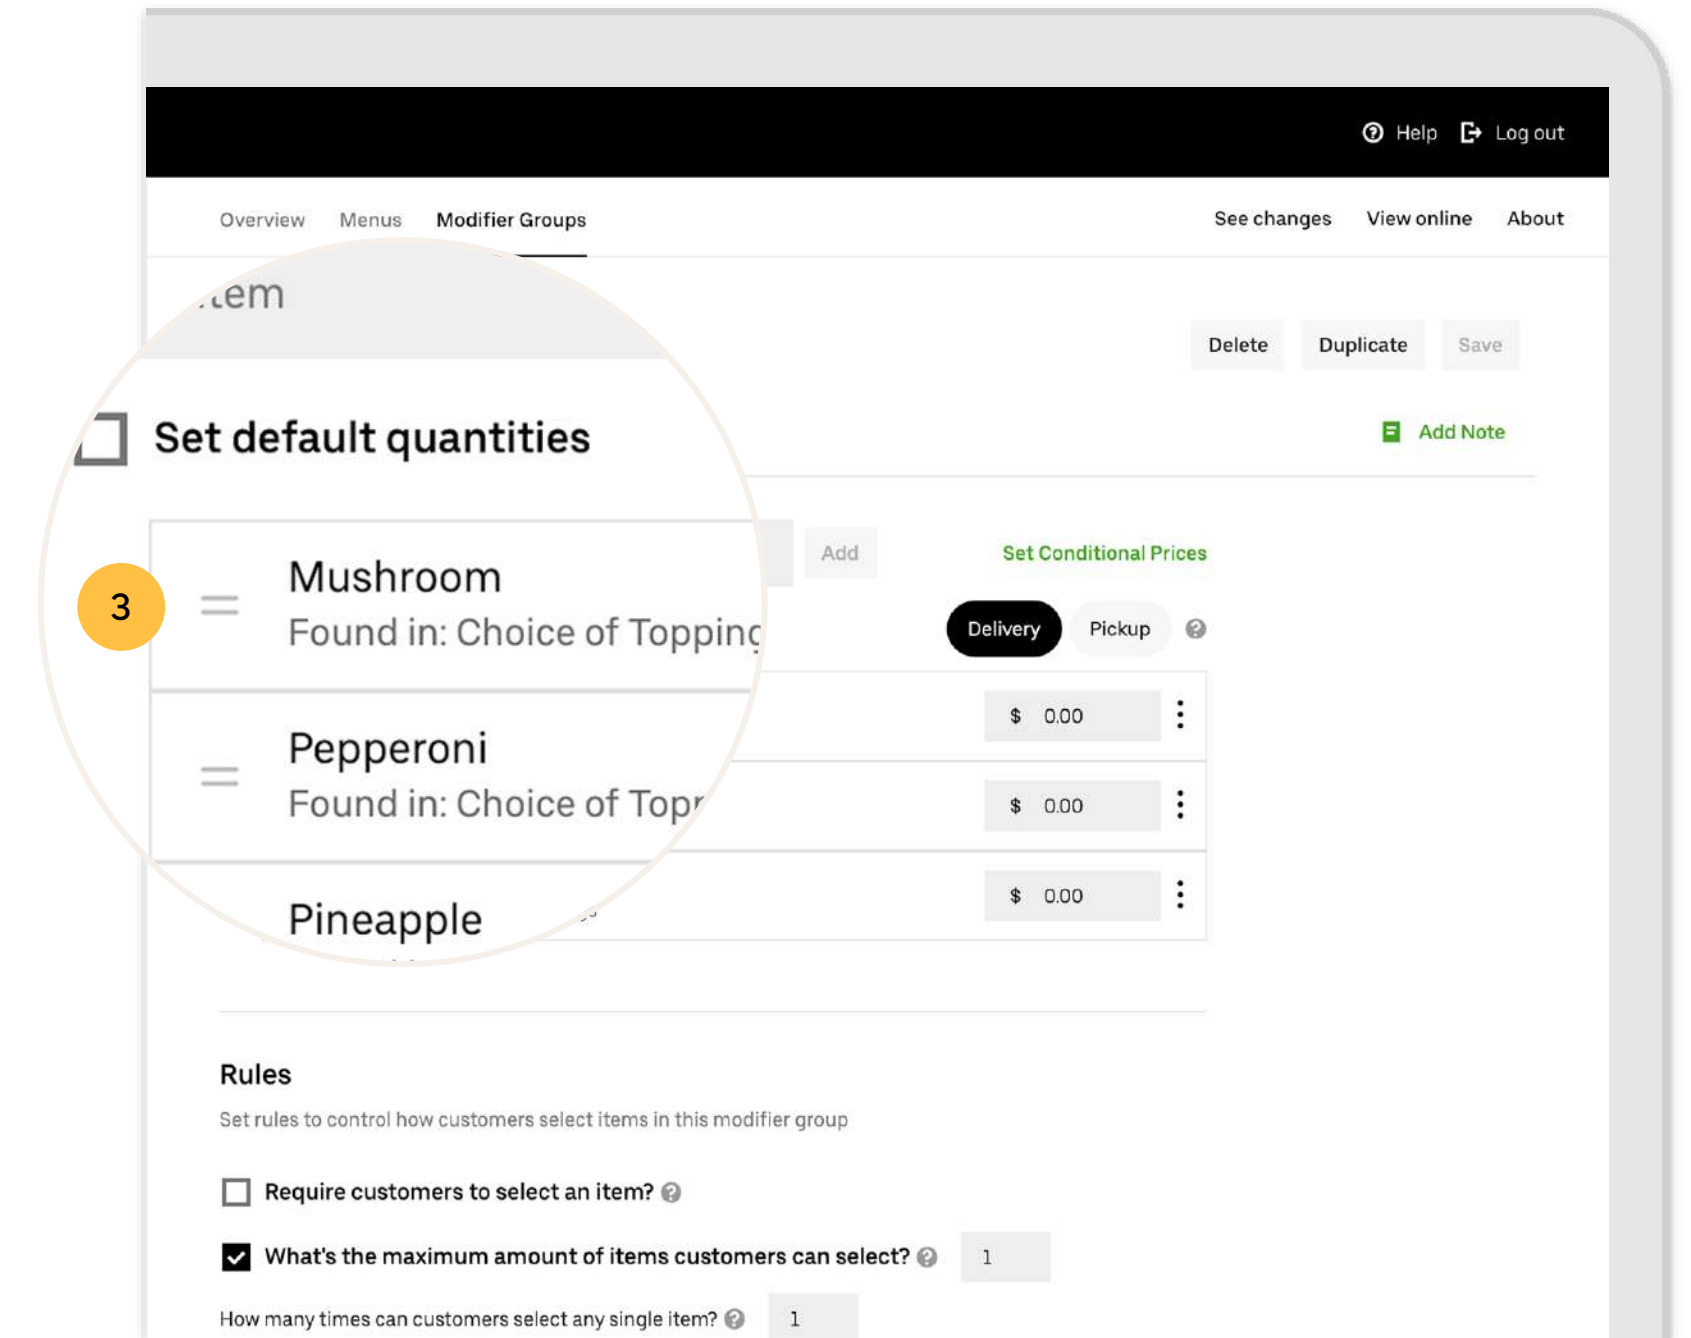 Help Log out
Overview Menus Modifier Groups See changes View online About
Delete Duplicate Save
Set default quantities
Add Note
Add Set Conditional Prices
3
Mushroom
Found in: Choice of Topping
Delivery Pickup
$ 0.00
Pepperoni
Found in: Choice of
$ 0.00
Pineapple
$ 0.00
Rules
Set rules to control how customers select items in this modifier group
Require customers to select an item?
What's the maximum amount of items customers can select? 1
How many times can customers select any single item? 1